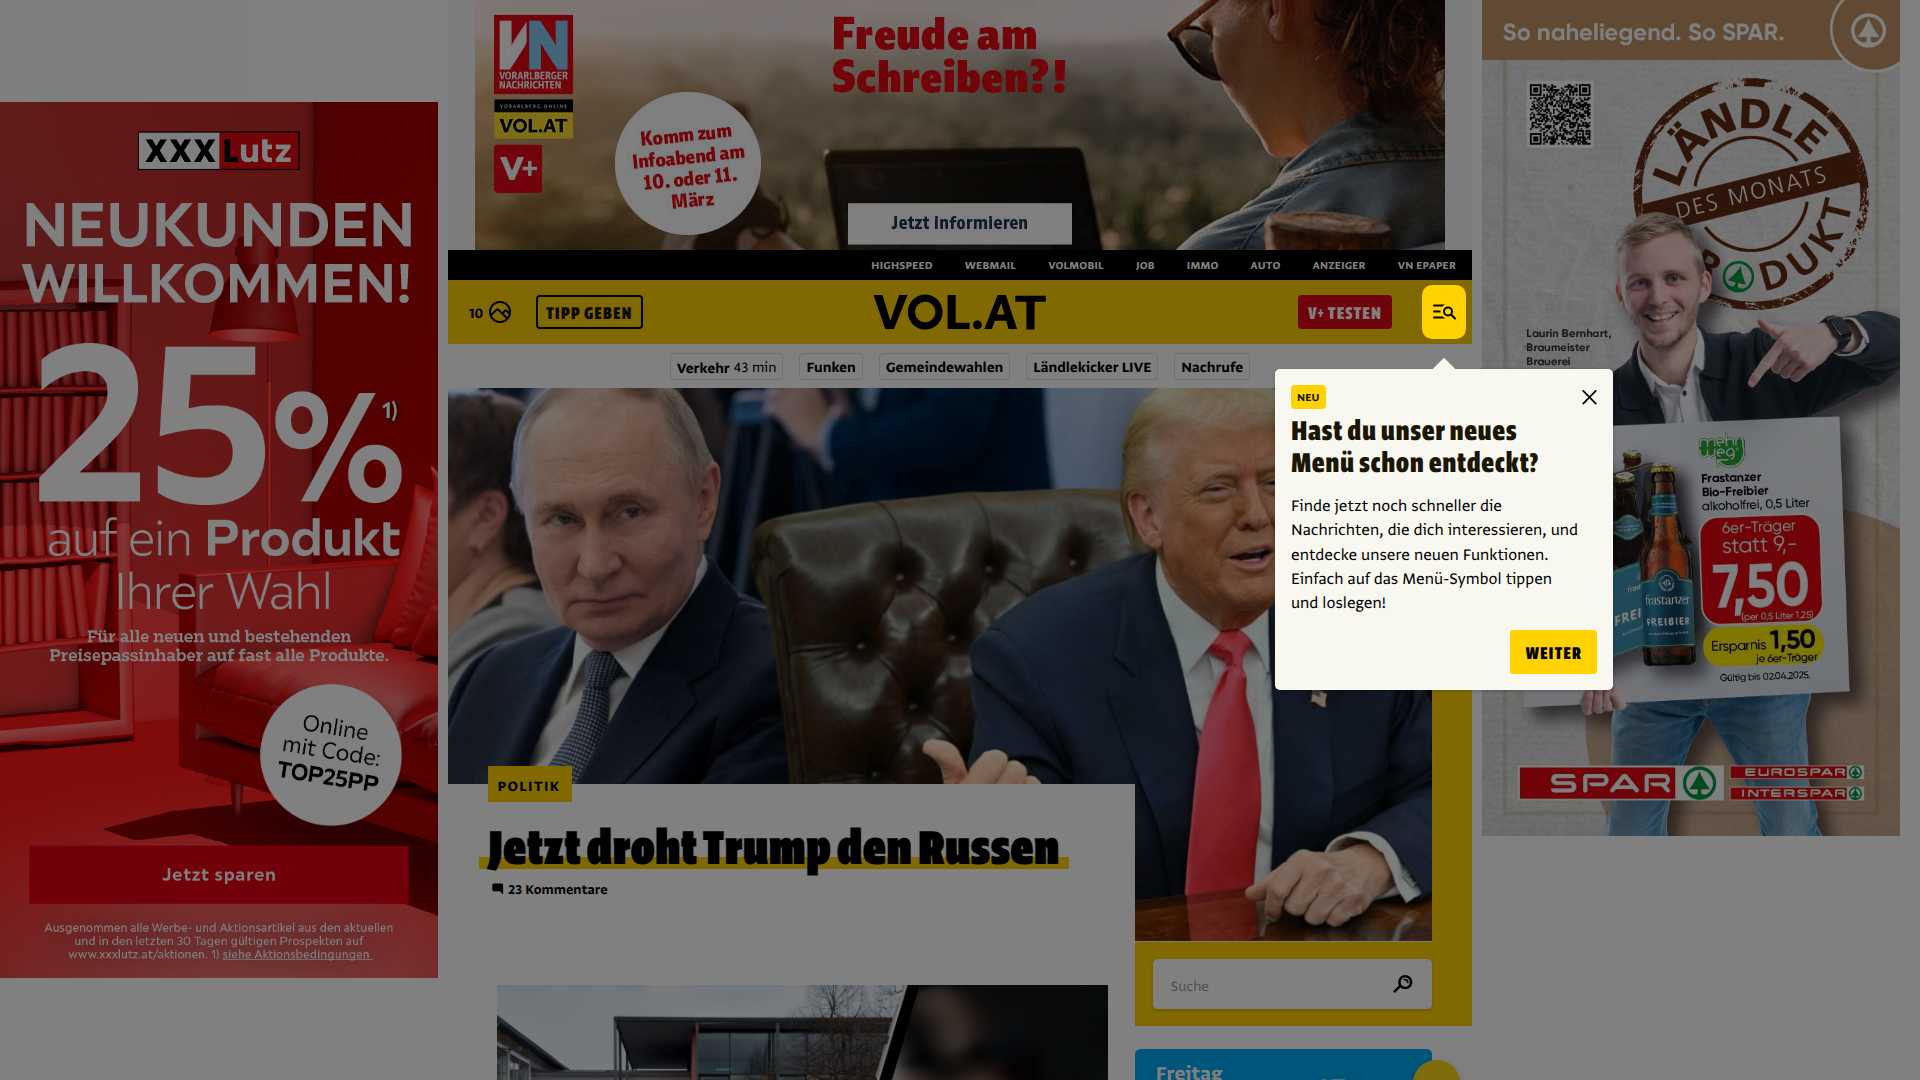 XXXLutz
NEUKUNDEN
WILLKOMMEN!
25%
1)
auf ein Produkt
Ihrer Wahl
Für alle neuen und bestehenden
Preisepassinhaber auf fast alle Produkte.
Online
mit Code:
TOP25PP
Jetzt sparen
Ausgenommen alle Werbe- und Aktionsartikel aus den aktuellen
und in den letzten 30 Tagen gültigen Prospekten auf
www.xxxlutz.at/aktionen. 1) siehe Aktionsbedingungen
VN
VORARLBERGER
NACHRICHTEN
VORARLBERG ONLINE
VOL.AT
V+
Komm zum
Infoabend am
10. oder 11.
März
Freude am
Schreiben?!
Jetzt informieren
HIGHSPEED
WEBMAIL
VOLMOBIL
JOB
IMMO
AUTO
ANZEIGER
VN EPAPER
10
TIPP GEBEN
VOL.AT
V+ TESTEN
Verkehr 43 min
Funken
Gemeindewahlen
Ländlekicker LIVE
Nachrufe
NEU
Hast du unser neues
Menü schon entdeckt?
Finde jetzt noch schneller die
Nachrichten, die dich interessieren, und
entdecke unsere neuen Funktionen.
Einfach auf das Menü-Symbol tippen
und loslegen!
WEITER
POLITIK
Jetzt droht Trump den Russen
23 Kommentare
Suche
Freitag
So naheliegend. So SPAR.
LÄNDLE
DES MONATS
PRODUKT
Laurin Bernhart,
Braumeister
Brauerei
mehr
weg
Frastanzer
Bio-Freibier
alkoholfrei, 0,5 Liter
6er-Träger
statt 9,-
7,50
(per 0,5 Liter 1.25)
Ersparnis 1,50
je 6er-Träger
Gültig bis 02.04.2025.
frastanzer
FREIBIER
SPAR
EUROSPAR
INTERSPAR